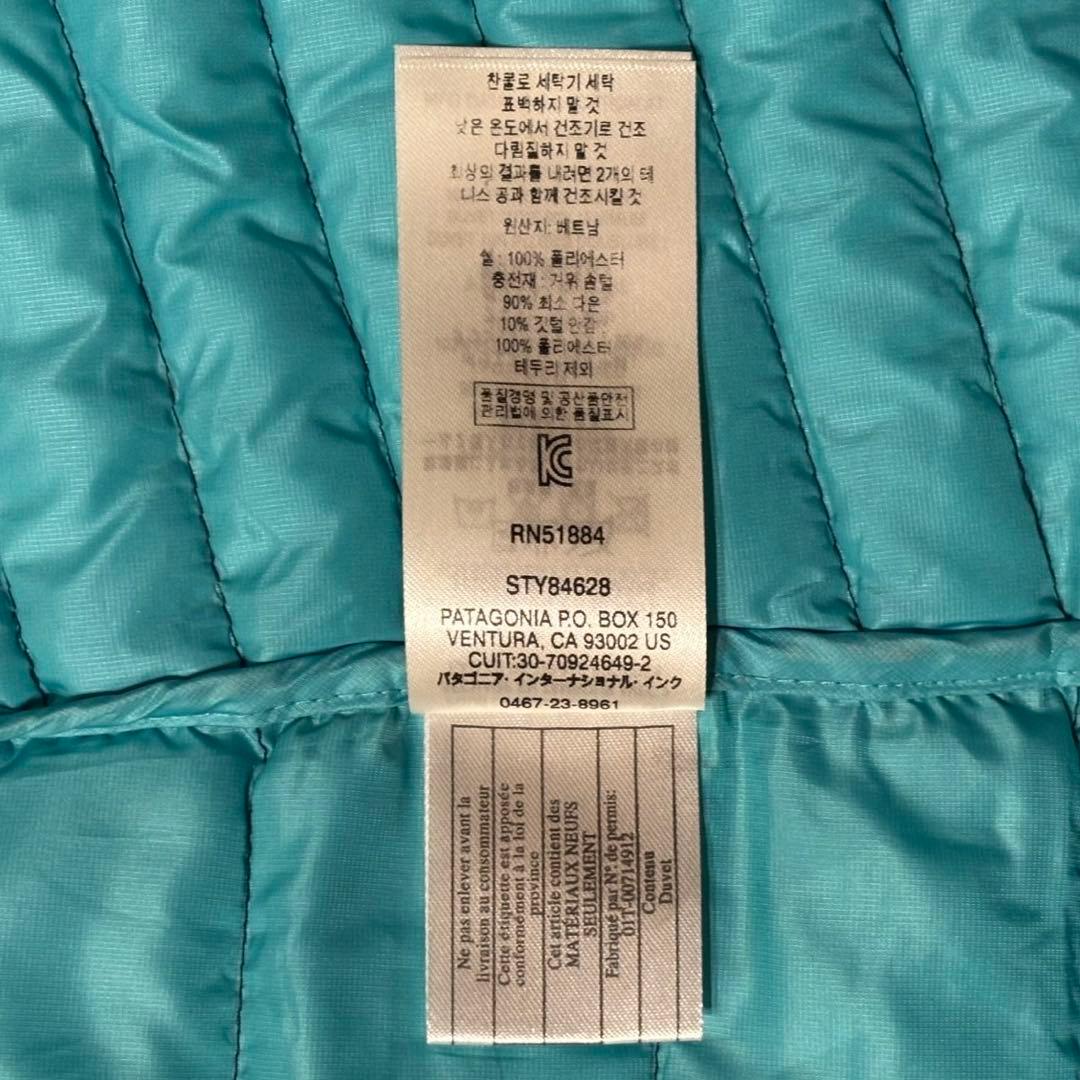 찬물로 세탁기 세탁
표백하지 말 것
낮은 온도에서 건조기로 건조
다림질하지 말 것
최상의 결과를 내려면 2개의 테
니스 공과 함께 건조시킬 것
원산지: 베트남
쉘 : 100% 폴리에스터
충전재 : 거위 솜털
90% 최소 다운
10% 깃털 안감 :
100% 폴리에스터
테두리 제외
품질경영 및 공산품안전
관리법에 의한 품질표시
RN51884
STY84628
PATAGONIA P.O. BOX 150
VENTURA, CA 93002 US
CUIT:30-70924649-2
パタゴニア・インターナショナル・インク
0467-23-8961
Ne pas enlever avant la
livraison au consommateur
Cette étiquette est apposée
conformément à la loi de la
province
Cet article contient des
MATÉRIAUX NEUFS
SEULEMENT
Fabriqué par N°. de permis:
01T-00714912
Contenu
Duvet